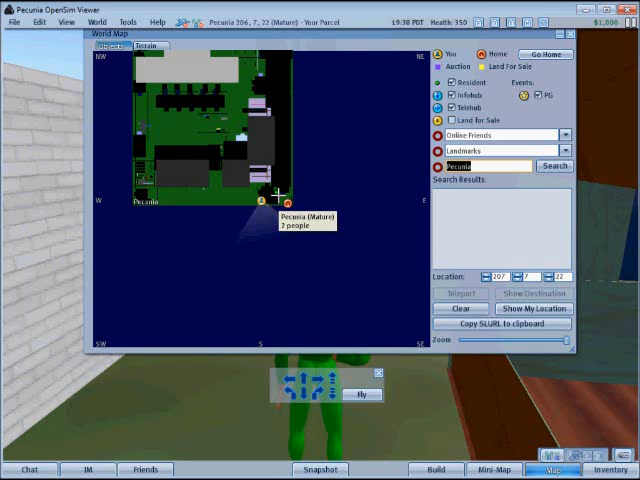 Pecunia OpenSim Viewer
File Edit View World Tools Help Pecunia 206, 7, 22 (Mature) - Your Parcel 19:38 PDT Health: 350 $1,000
World Map
Objects Terrain
NW NE
You Home Go Home
Auction Land For Sale
Resident Events:
Infohub PG
Telehub
Land for Sale
Online Friends
Landmarks
Pecunia Search
Search Results:
W E
Pecunia
Pecunia (Mature)
2 people
Location: 207 7 22
Teleport Show Destination
Clear Show My Location
Copy SLURL to clipboard
Zoom
SW S SE
Fly
Chat IM Friends Snapshot Build Mini-Map Map Inventory